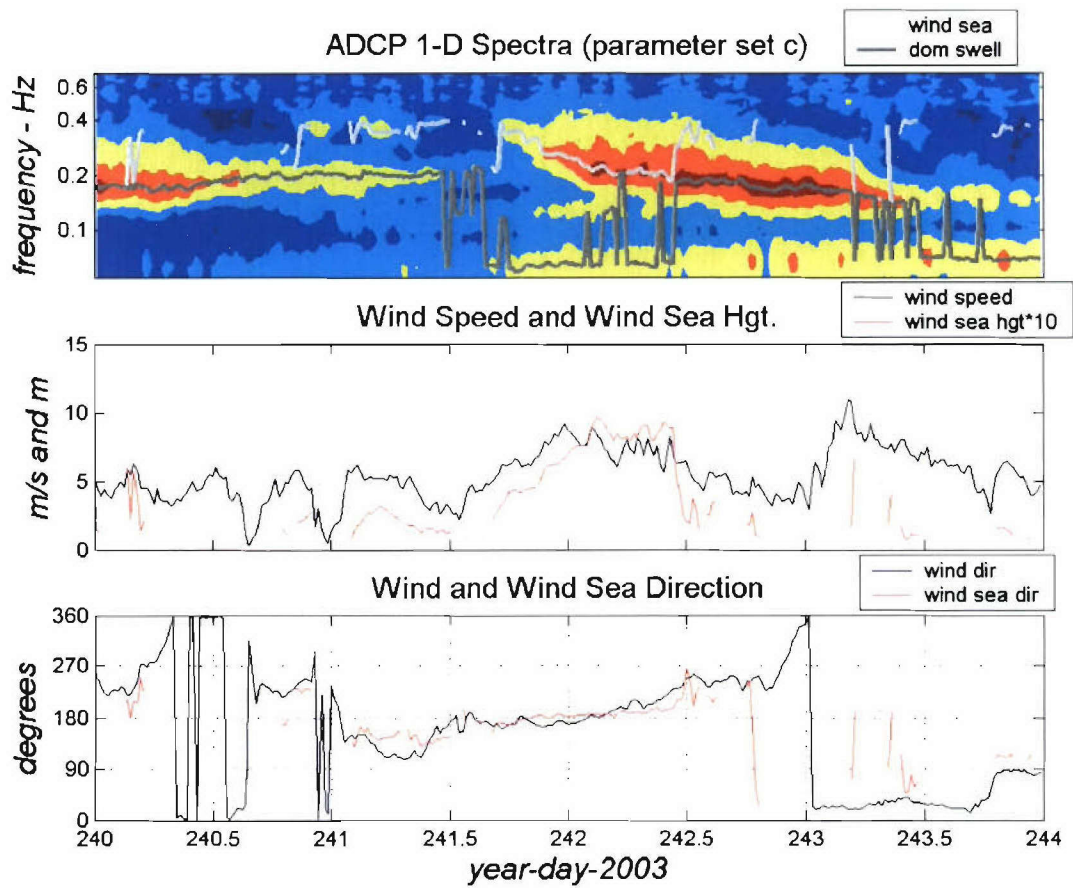 ADCP 1-D Spectra (parameter set c)
wind sea
dom swell
frequency - Hz
0.6
0.4
0.2
0.1
Wind Speed and Wind Sea Hgt.
wind speed
wind sea hgt*10
m/s and m
15
10
5
0
Wind and Wind Sea Direction
wind dir
wind sea dir
degrees
360
270
180
90
0
240 240.5 241 241.5 242 242.5 243 243.5 244
year-day-2003